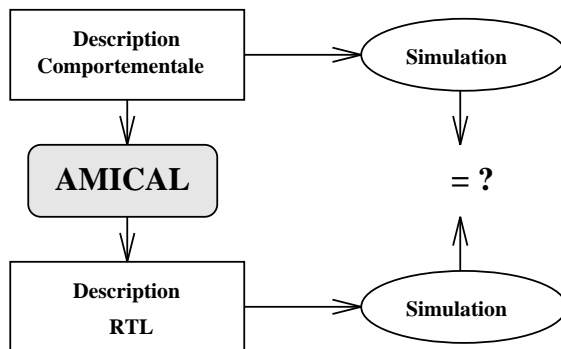 Description
Comportementale
Simulation
AMICAL
= ?
Description
RTL
Simulation